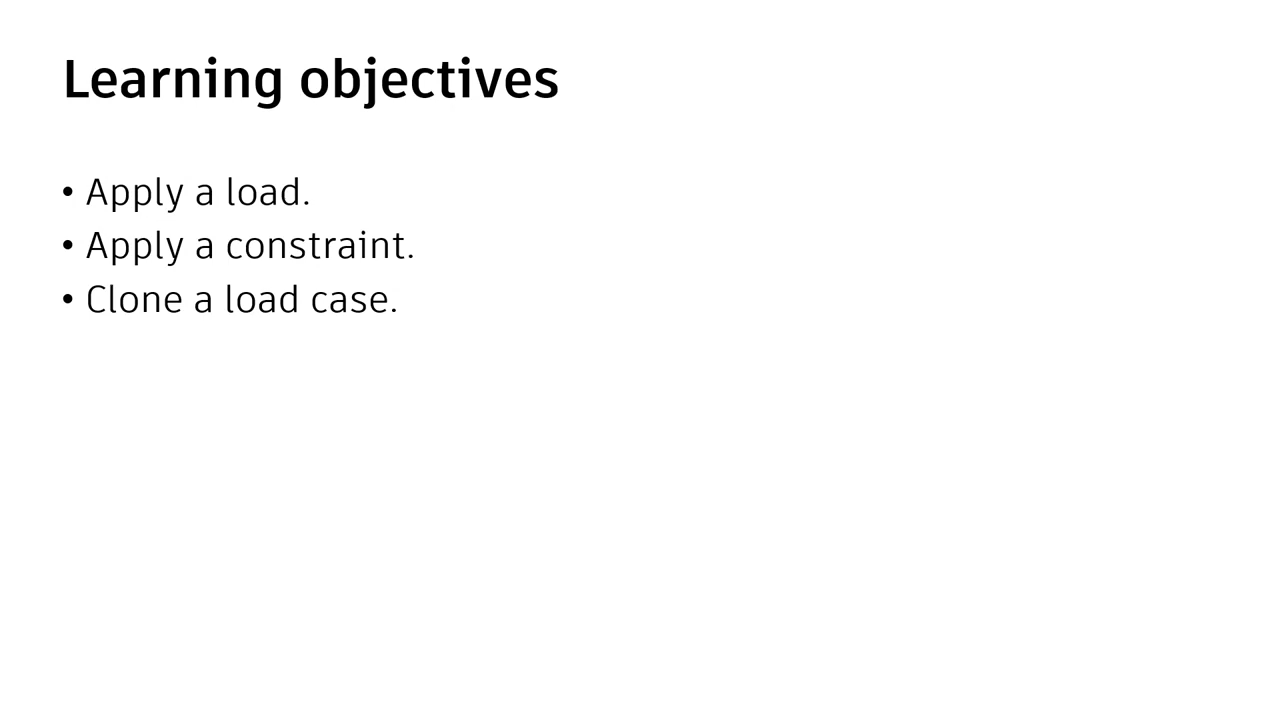 Learning objectives
• Apply a load.
• Apply a constraint.
• Clone a load case.